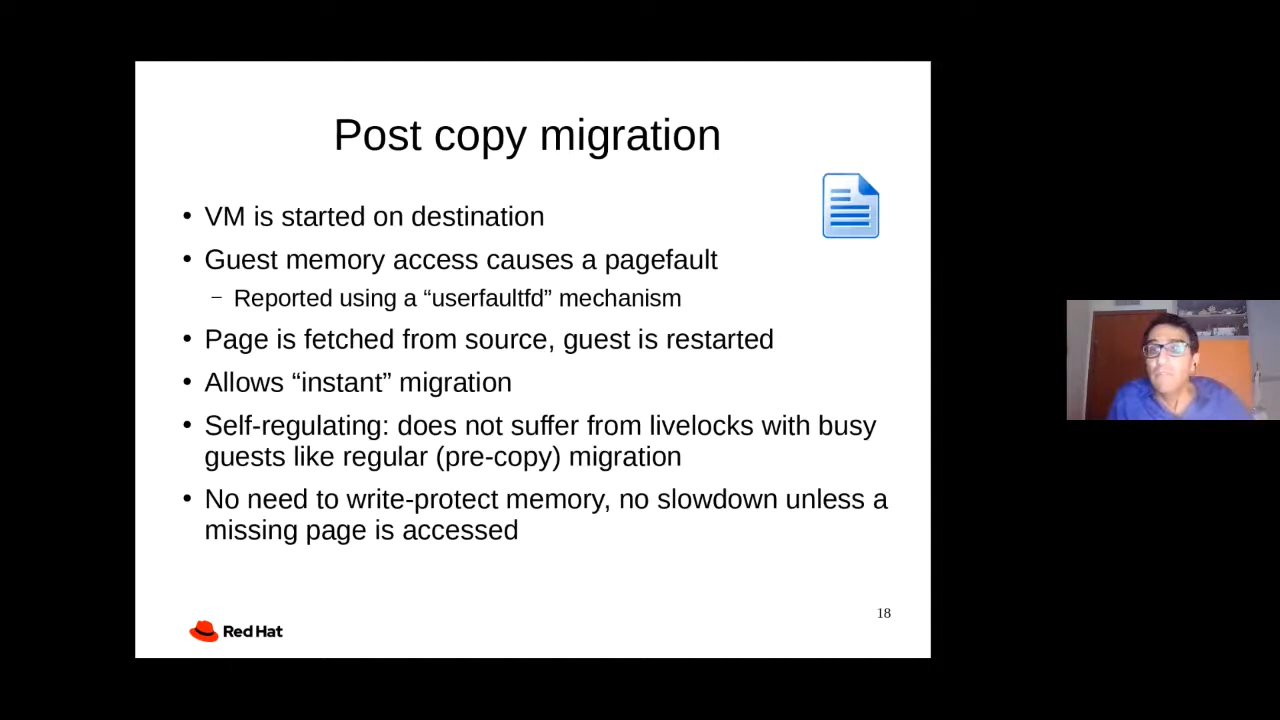 Post copy migration
• VM is started on destination
• Guest memory access causes a pagefault
– Reported using a “userfaultfd” mechanism
• Page is fetched from source, guest is restarted
• Allows “instant” migration
• Self-regulating: does not suffer from livelocks with busy
guests like regular (pre-copy) migration
• No need to write-protect memory, no slowdown unless a
missing page is accessed
18
Red Hat